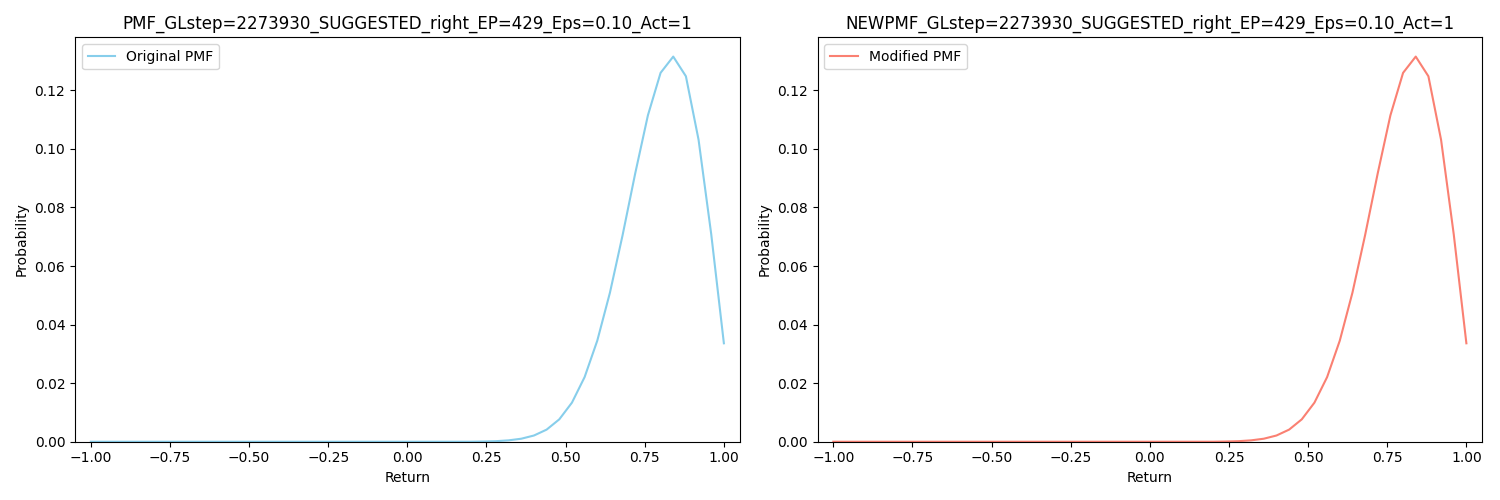 PMF_GLstep=2273930_SUGGESTED_right_EP=429_Eps=0.10_Act=1
Original PMF
0.12
0.10
0.08
0.06
0.04
0.02
0.00
Probability
−1.00 −0.75 −0.50 −0.25 0.00 0.25 0.50 0.75 1.00
Return
NEWPMF_GLstep=2273930_SUGGESTED_right_EP=429_Eps=0.10_Act=1
Modified PMF
0.12
0.10
0.08
0.06
0.04
0.02
0.00
Probability
−1.00 −0.75 −0.50 −0.25 0.00 0.25 0.50 0.75 1.00
Return